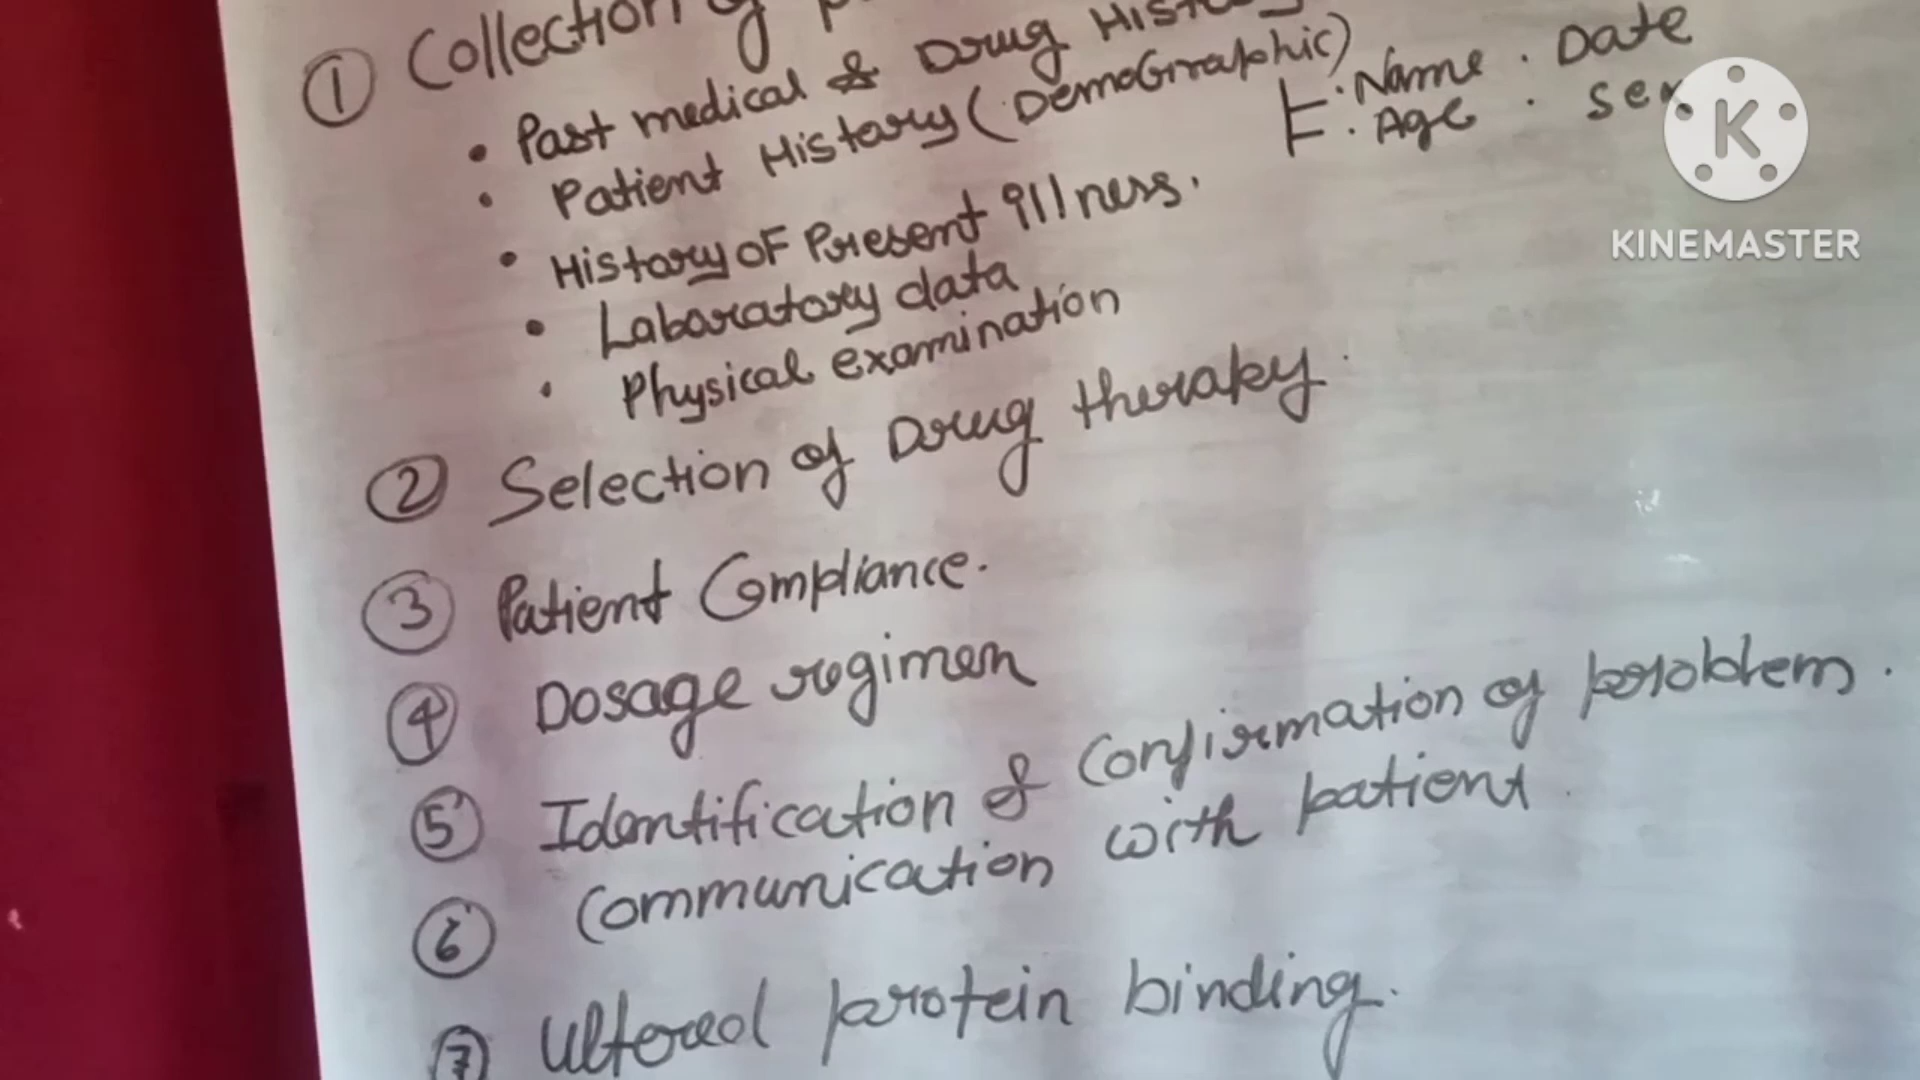 ① Collection of
• Past medical & Drug History
• Patient History (Demographic)
• Name • Date
• Age • Sex
• History of Present illness.
• Laboratory data
• Physical examination
② Selection of Drug therapy.
③ Patient Compliance.
④ Dosage regimen
⑤ Identification & Confirmation of problem.
⑥ Communication with patient.
⑦ Ultered protein binding.
K
KINEMASTER